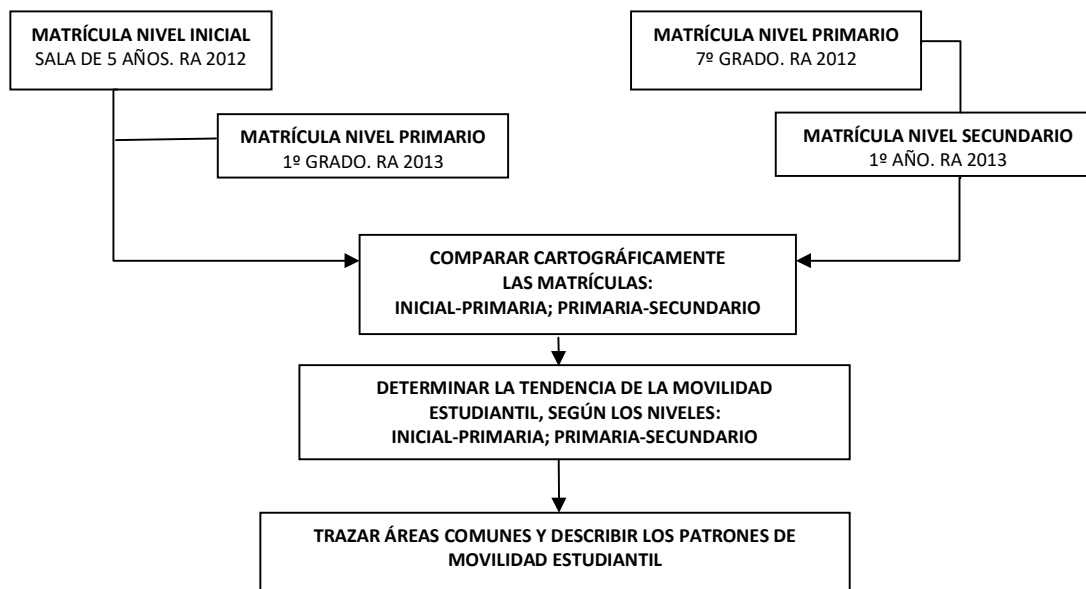 MATRÍCULA NIVEL INICIAL
SALA DE 5 AÑOS. RA 2012
MATRÍCULA NIVEL PRIMARIO
7º GRADO. RA 2012
MATRÍCULA NIVEL PRIMARIO
1º GRADO. RA 2013
MATRÍCULA NIVEL SECUNDARIO
1º AÑO. RA 2013
COMPARAR CARTOGRÁFICAMENTE
LAS MATRÍCULAS:
INICIAL-PRIMARIA; PRIMARIA-SECUNDARIO
DETERMINAR LA TENDENCIA DE LA MOVILIDAD
ESTUDIANTIL, SEGÚN LOS NIVELES:
INICIAL-PRIMARIA; PRIMARIA-SECUNDARIO
TRAZAR ÁREAS COMUNES Y DESCRIBIR LOS PATRONES DE
MOVILIDAD ESTUDIANTIL